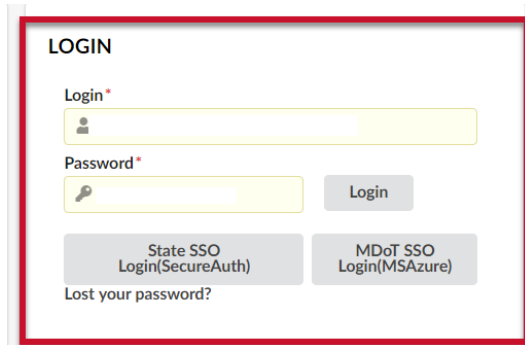 LOGIN
Login*
Password*
Login
State SSO
Login(SecureAuth)
MDoT SSO
Login(MSAzure)
Lost your password?